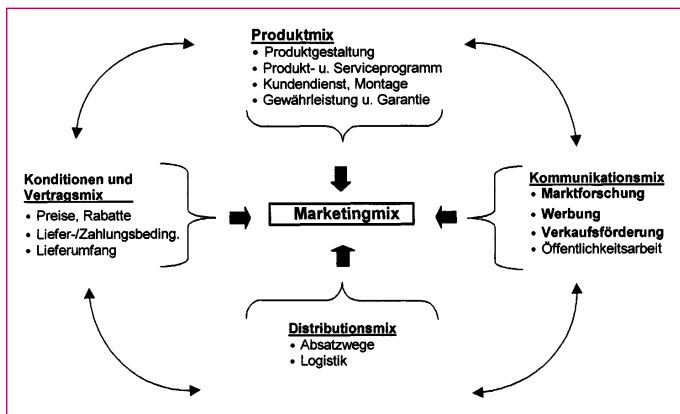 Produktmix
• Produktgestaltung
• Produkt- u. Serviceprogramm
• Kundendienst, Montage
• Gewährleistung u. Garantie
Konditionen und
Vertragsmix
• Preise, Rabatte
• Liefer-/Zahlungsbeding.
• Lieferumfang
Marketingmix
Kommunikationsmix
• Marktforschung
• Werbung
• Verkaufsförderung
• Öffentlichkeitsarbeit
Distributionsmix
• Absatzwege
• Logistik